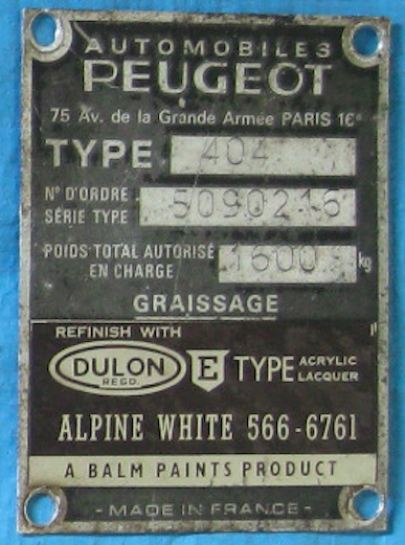 AUTOMOBILES
PEUGEOT
75 Av. de la Grande Armée PARIS 16e
TYPE 404
N° D'ORDRE
SÉRIE TYPE 5090216
POIDS TOTAL AUTORISÉ
EN CHARGE 1600 kg
GRAISSAGE
REFINISH WITH
DULON REGD. E TYPE ACRYLIC LACQUER
ALPINE WHITE 566-6761
A BALM PAINTS PRODUCT
- MADE IN FRANCE -